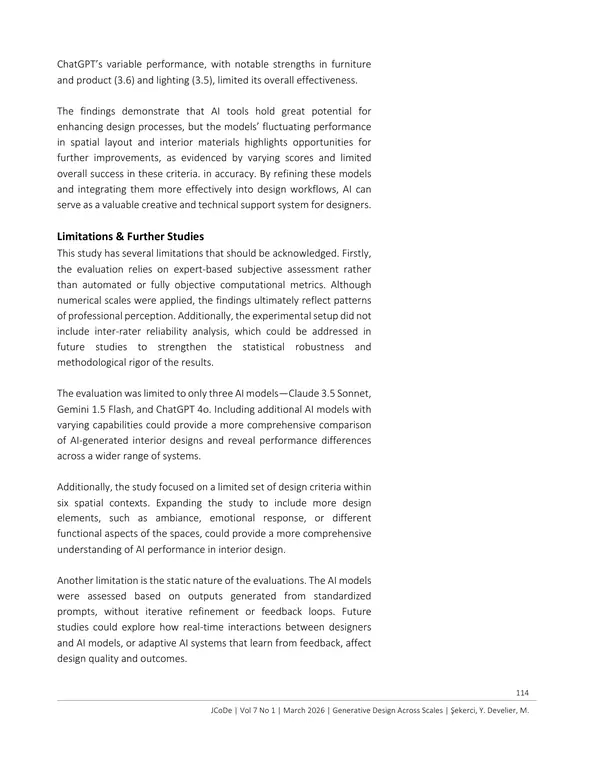 ChatGPT's variable performance, with notable strengths in furniture
and product (3.6) and lighting (3.5), limited its overall effectiveness.
The findings demonstrate that AI tools hold great potential for
enhancing design processes, but the models' fluctuating performance
in spatial layout and interior materials highlights opportunities for
further improvements, as evidenced by varying scores and limited
overall success in these criteria. in accuracy. By refining these models
and integrating them more effectively into design workflows, AI can
serve as a valuable creative and technical support system for designers.
Limitations & Further Studies
This study has several limitations that should be acknowledged. Firstly,
the evaluation relies on expert-based subjective assessment rather
than automated or fully objective computational metrics. Although
numerical scales were applied, the findings ultimately reflect patterns
of professional perception. Additionally, the experimental setup did not
include inter-rater reliability analysis, which could be addressed in
future studies to strengthen the statistical robustness and
methodological rigor of the results.
The evaluation was limited to only three AI models—Claude 3.5 Sonnet,
Gemini 1.5 Flash, and ChatGPT 4o. Including additional AI models with
varying capabilities could provide a more comprehensive comparison
of AI-generated interior designs and reveal performance differences
across a wider range of systems.
Additionally, the study focused on a limited set of design criteria within
six spatial contexts. Expanding the study to include more design
elements, such as ambiance, emotional response, or different
functional aspects of the spaces, could provide a more comprehensive
understanding of AI performance in interior design.
Another limitation is the static nature of the evaluations. The AI models
were assessed based on outputs generated from standardized
prompts, without iterative refinement or feedback loops. Future
studies could explore how real-time interactions between designers
and AI models, or adaptive AI systems that learn from feedback, affect
design quality and outcomes.
114
JCoDe | Vol 7 No 1 | March 2026 | Generative Design Across Scales | Şekerci, Y. Develier, M.